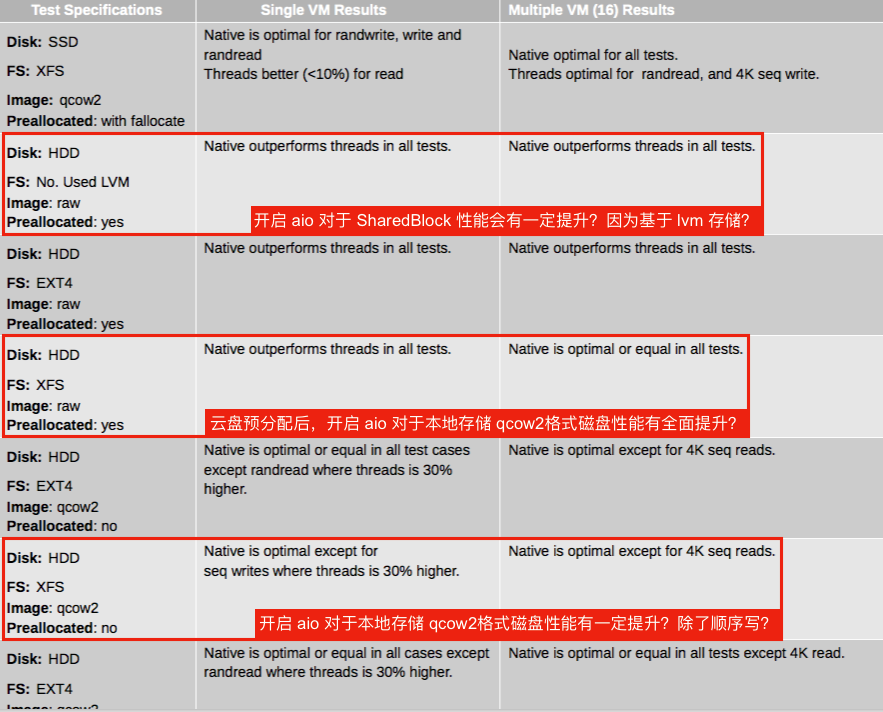 Test Specifications Single VM Results Multiple VM (16) Results
Disk: SSD
FS: XFS
Image: qcow2
Preallocated: with fallocate
Native is optimal for randwrite, write and
randread
Threads better (<10%) for read
Native optimal for all tests.
Threads optimal for randread, and 4K seq write.
Disk: HDD
FS: No. Used LVM
Image: raw
Preallocated: yes
Native outperforms threads in all tests.
Native outperforms threads in all tests.
开启 aio 对于 SharedBlock 性能会有一定提升？因为基于 lvm 存储？
Disk: HDD
FS: EXT4
Image: raw
Preallocated: yes
Native outperforms threads in all tests.
Native outperforms threads in all tests.
Disk: HDD
FS: XFS
Image: raw
Preallocated: yes
Native outperforms threads in all tests.
Native is optimal or equal in all tests.
云盘预分配后，开启 aio 对于本地存储 qcow2格式磁盘性能有全面提升？
Disk: HDD
FS: EXT4
Image: qcow2
Preallocated: no
Native is optimal or equal in all test cases
except randread where threads is 30%
higher.
Native is optimal except for 4K seq reads.
Disk: HDD
FS: XFS
Image: qcow2
Preallocated: no
Native is optimal except for
seq writes where threads is 30% higher.
Native is optimal except for 4K seq reads.
开启 aio 对于本地存储 qcow2格式磁盘性能有一定提升？除了顺序写？
Disk: HDD
FS: EXT4
Native is optimal or equal in all cases except
randread where threads is 30% higher.
Native is optimal or equal in all tests except 4K read.